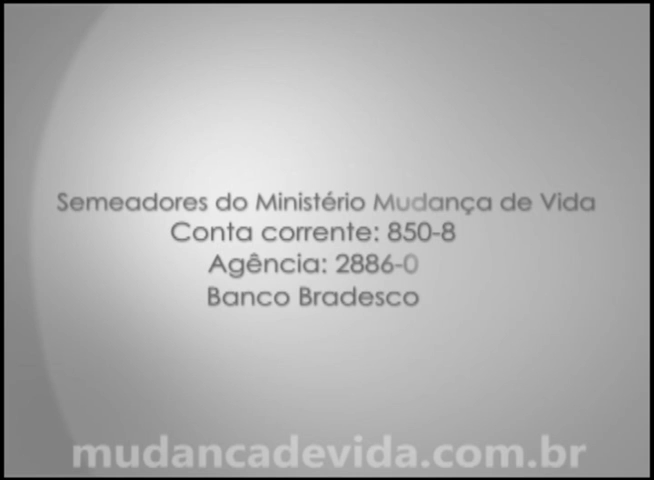 Semeadores do Ministério Mudança de Vida
Conta corrente: 850-8
Agência: 2886-0
Banco Bradesco
mudancadevida.com.br